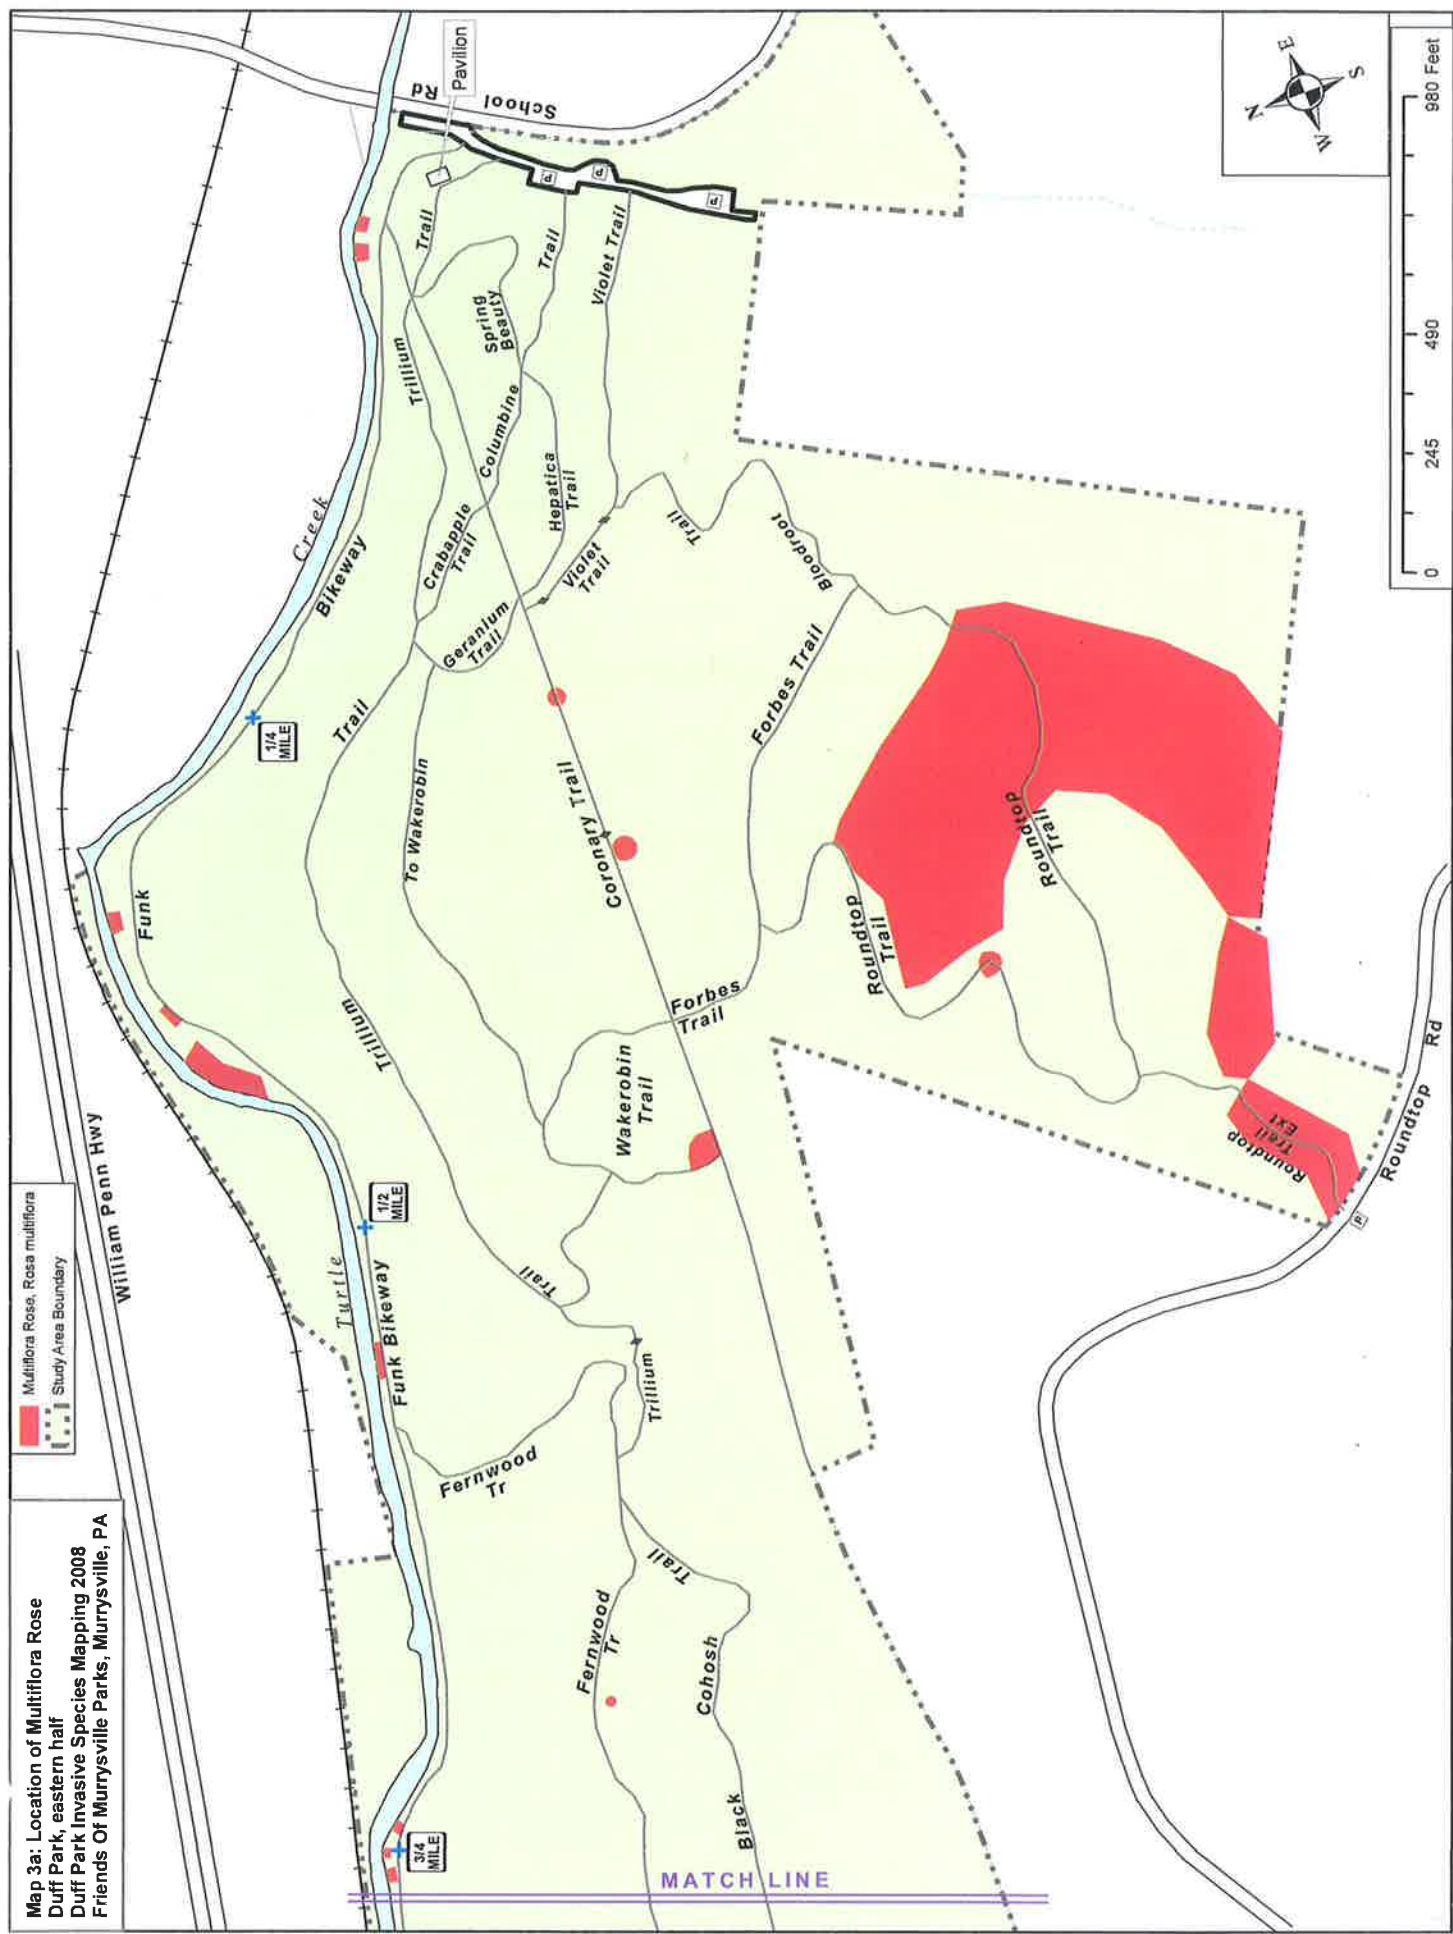 Map 3a: Location of Multiflora Rose
Duff Park, eastern half
Duff Park Invasive Species Mapping 2008
Friends Of Murrysville Parks, Murrysville, PA
Multiflora Rose, Rosa multiflora
Study Area Boundary
William Penn Hwy
Turtle
Creek
Funk Bikeway
Funk
Bikeway
3/4
MILE
1/2
MILE
1/4
MILE
School
Rd
Pavilion
P
P
P
P
Trail
Trillium
Trail
Trillium
Trail
Trillium
Spring
Beauty
Trail
Columbine
Violet Trail
Crabapple
Trail
Hepatica
Trail
Geranium
Trail
Violet
Trail
To Wakerobin
Coronary Trail
Trail
Bloodroot
Forbes Trail
Forbes
Trail
Wakerobin
Trail
Roundtop
Trail
Roundtop
Trail
Roundtop
Trail
Ext
Roundtop
Rd
Fernwood
Tr
Fernwood
Tr
Trail
Cohosh
Black
MATCH LINE
N
E
S
W
0
245
490
980 Feet